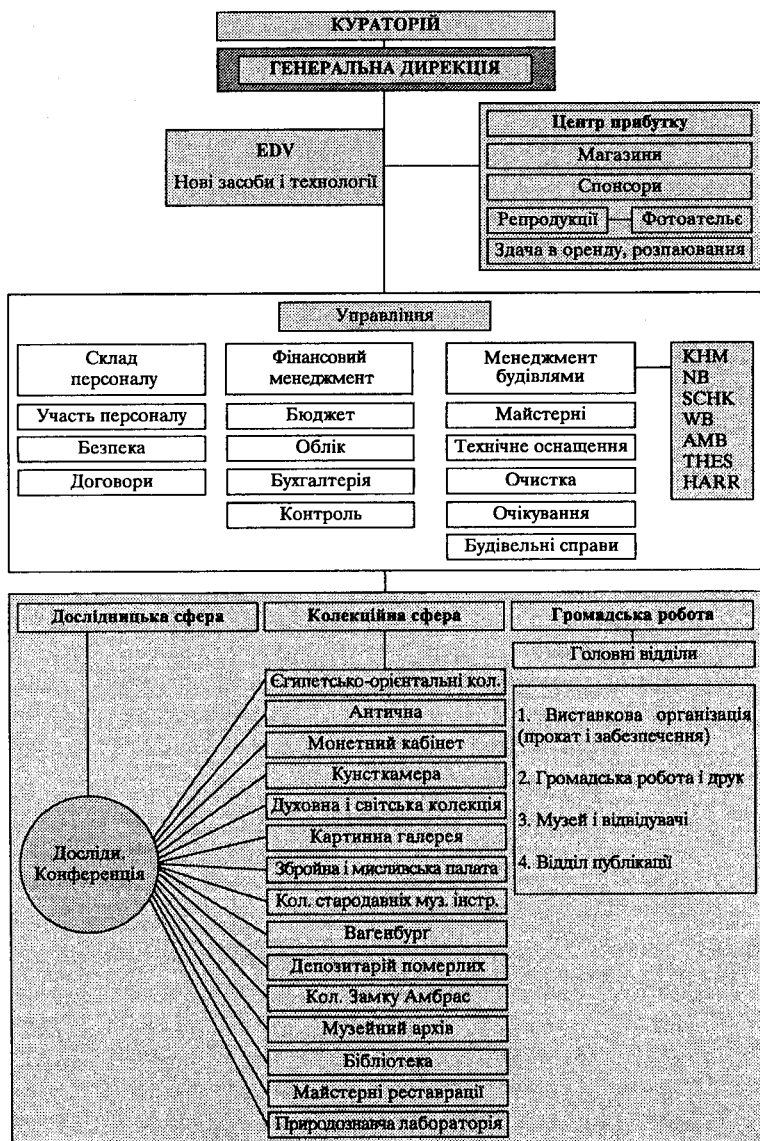 КУРАТОРІЙ
ГЕНЕРАЛЬНА ДИРЕКЦІЯ
EDV
Нові засоби і технології
Центр прибутку
Магазини
Спонсори
Репродукції
Фотоательє
Здача в оренду, розпаювання
Управління
Склад
персоналу
Участь персоналу
Безпека
Договори
Фінансовий
менеджмент
Бюджет
Облік
Бухгалтерія
Контроль
Менеджмент
будівлями
Майстерні
Технічне оснащення
Очистка
Очікування
Будівельні справи
KHM
NB
SCHK
WB
AMB
THES
HARR
Дослідницька сфера
Досліди.
Конференція
Колекційна сфера
Єгипетсько-орієнтальні кол.
Антична
Монетний кабінет
Кунсткамера
Духовна і світська колекція
Картинна галерея
Збройна і мисливська палата
Кол. стародавніх муз. інстр.
Вагенбург
Депозитарій померлих
Кол. Замку Амбрас
Музейний архів
Бібліотека
Майстерні реставрації
Природознавча лабораторія
Громадська робота
Головні відділи
1. Виставкова організація
(прокат і забезпечення)
2. Громадська робота і друк
3. Музей і відвідувачі
4. Відділ публікації